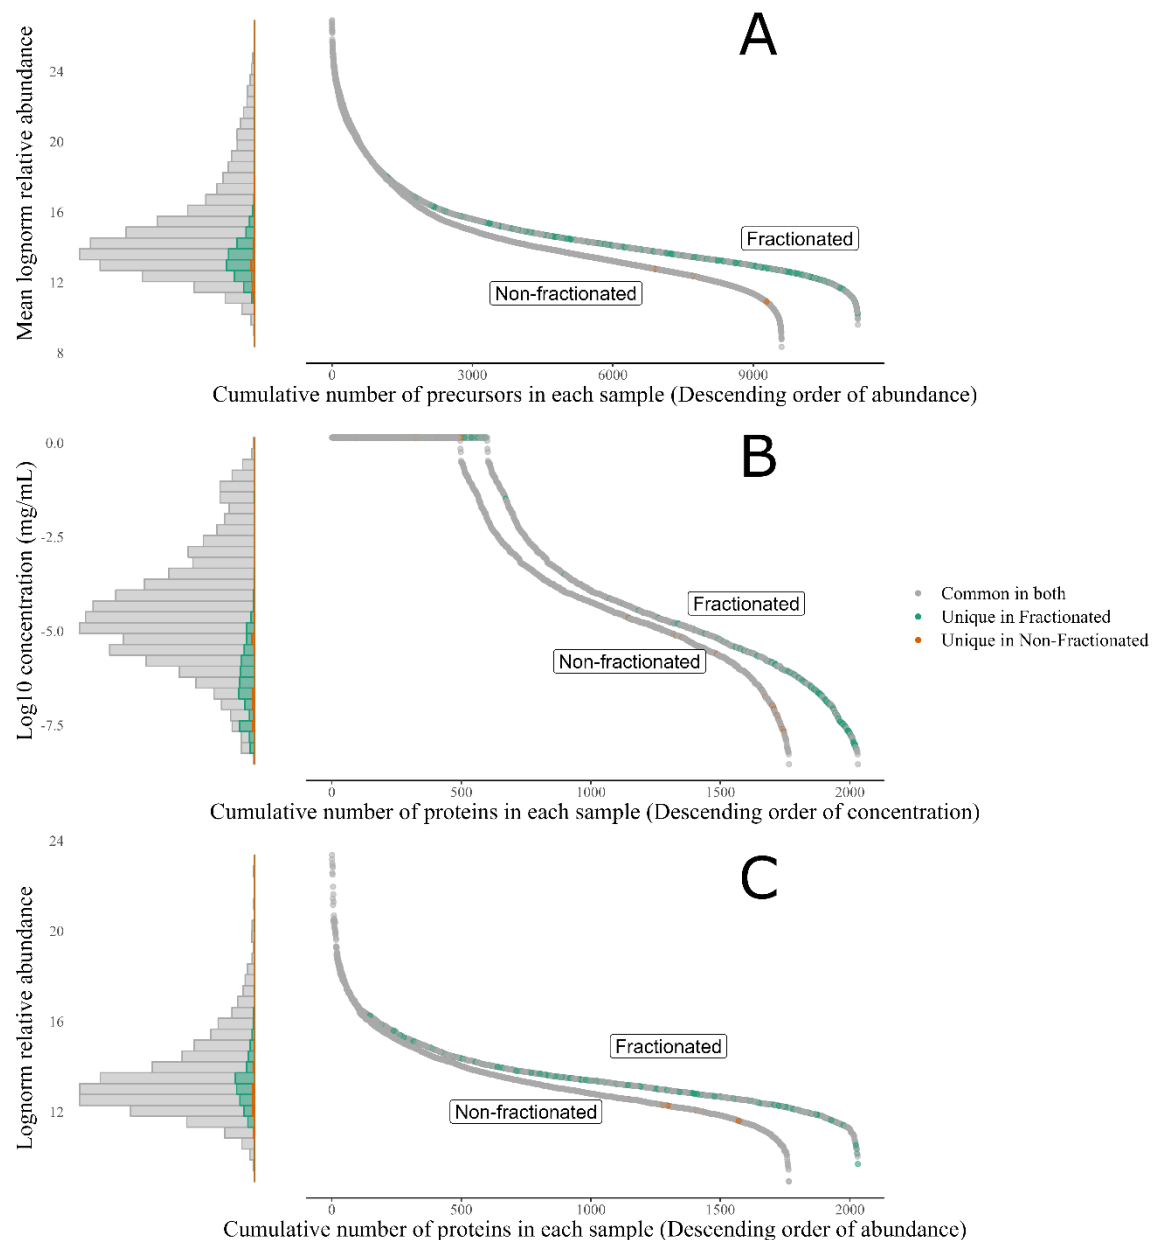 A
Mean lognorm relative abundance
24
20
16
12
8
Fractionated
Non-fractionated
0
3000
6000
9000
Cumulative number of precursors in each sample (Descending order of abundance)
B
Log10 concentration (mg/mL)
0.0
-2.5
-5.0
-7.5
Fractionated
Non-fractionated
Common in both
Unique in Fractionated
Unique in Non-Fractionated
0
500
1000
1500
2000
Cumulative number of proteins in each sample (Descending order of concentration)
C
Lognorm relative abundance
24
20
16
12
Fractionated
Non-fractionated
0
500
1000
1500
2000
Cumulative number of proteins in each sample (Descending order of abundance)